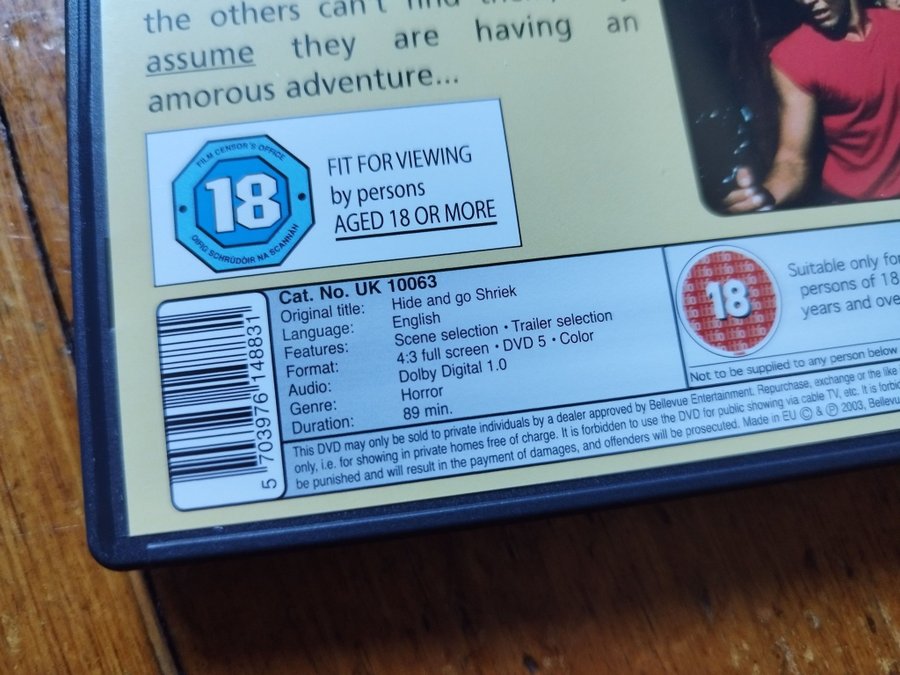 the others can't find
assume they are having an
amorous adventure...
FILM CENSOR'S OFFICE
18
OIFIG SCRÚDÓIR NA SCANNÁN
FIT FOR VIEWING
by persons
AGED 18 OR MORE
Cat. No. UK 10063
Original title: Hide and go Shriek
Language: English
Features: Scene selection • Trailer selection
Format: 4:3 full screen • DVD 5 • Color
Audio: Dolby Digital 1.0
Genre: Horror
Duration: 89 min.
5 703976 148831
18
Suitable only for
persons of 18
years and ove
Not to be supplied to any person below
This DVD may only be sold to private individuals by a dealer approved by Bellevue Entertainment. Repurchase, exchange or the like
only, i.e. for showing in private homes free of charge. It is forbidden to use the DVD for public showing via cable TV, etc. It is forbid
be punished and will result in the payment of damages, and offenders will be prosecuted. Made in EU © & ℗ 2003, Bellevu